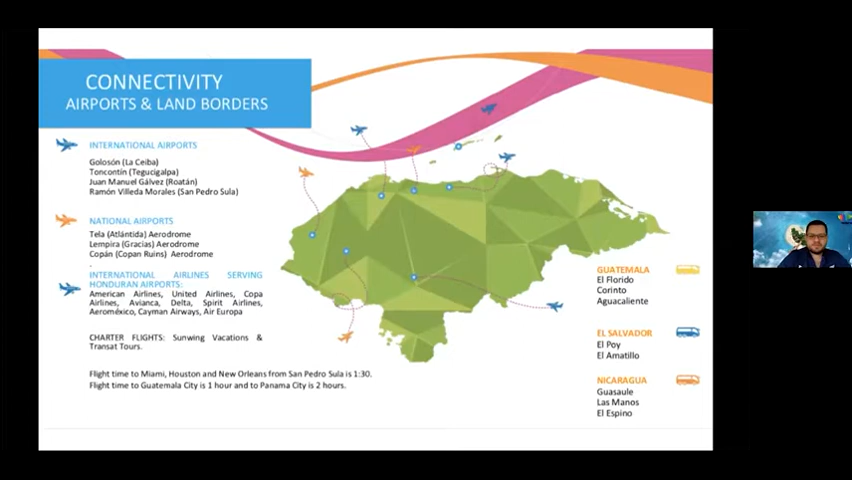 CONNECTIVITY
AIRPORTS & LAND BORDERS
INTERNATIONAL AIRPORTS
Golosón (La Ceiba)
Toncontín (Tegucigalpa)
Juan Manuel Gálvez (Roatán)
Ramón Villeda Morales (San Pedro Sula)
NATIONAL AIRPORTS
Tela (Atlántida) Aerodrome
Lempira (Gracias) Aerodrome
Copán (Copan Ruins) Aerodrome
.
INTERNATIONAL AIRLINES SERVING
HONDURAN AIRPORTS:
American Airlines, United Airlines, Copa
Airlines, Avianca, Delta, Spirit Airlines,
Aeroméxico, Cayman Airways, Air Europa
CHARTER FLIGHTS: Sunwing Vacations &
Transat Tours.
Flight time to Miami, Houston and New Orleans from San Pedro Sula is 1:30.
Flight time to Guatemala City is 1 hour and to Panama City is 2 hours.
GUATEMALA
El Florido
Corinto
Aguacaliente
EL SALVADOR
El Poy
El Amatillo
NICARAGUA
Guasaule
Las Manos
El Espino